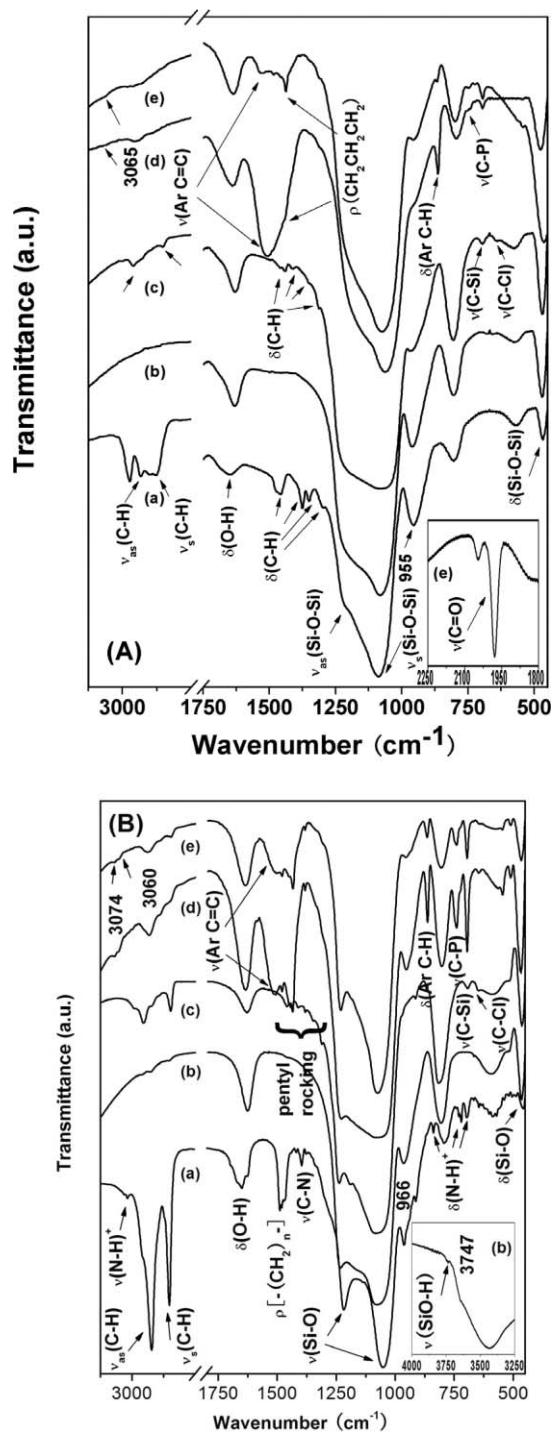 (e)
(d)
3065
ν(Ar C=C)
ρ(CH2CH2CH2)
δ(Ar C-H)
ν(C-P)
(c)
δ(C-H)
ν(C-Si)
ν(C-Cl)
(b)
(a)
νas(C-H)
νs(C-H)
δ(O-H)
δ(C-H)
νas(Si-O-Si)
νs(Si-O-Si) 955
δ(Si-O-Si)
(e)
ν(C=O)
2250 2100 1950 1800
(A)
Transmittance (a.u.)
3000 1750 1500 1250 1000 750 450
Wavenumber (cm-1)
(B)
(e)
3074
3060
(d)
ν(Ar C=C)
δ(Ar C-H)
ν(C-P)
ν(C-Si)
ν(C-Cl)
(c)
pentyl
rocking
(b)
(a)
ν(N-H)+
νas(C-H)
νs(C-H)
δ(O-H)
ρ[-(CH2)n-]
ν(C-N)
ν(Si-O)
966
δ(N-H)+
δ(Si-O)
(b)
3747
ν(SiO-H)
4000 3750 3500 3250
Transmittance (a.u.)
3000 1750 1500 1250 1000 750 500
Wavenumber (cm-1)